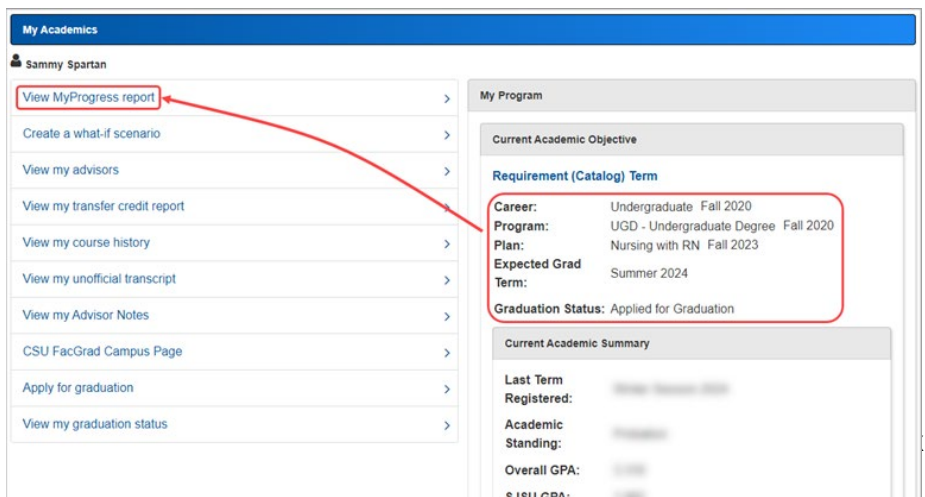 My Academics
Sammy Spartan
View MyProgress report
Create a what-if scenario
View my advisors
View my transfer credit report
View my course history
View my unofficial transcript
View my Advisor Notes
CSU FacGrad Campus Page
Apply for graduation
View my graduation status
My Program
Current Academic Objective
Requirement (Catalog) Term
Career: Undergraduate Fall 2020
Program: UGD - Undergraduate Degree Fall 2020
Plan: Nursing with RN Fall 2023
Expected Grad
Term: Summer 2024
Graduation Status: Applied for Graduation
Current Academic Summary
Last Term
Registered:
Academic
Standing:
Overall GPA:
SJSU GPA: